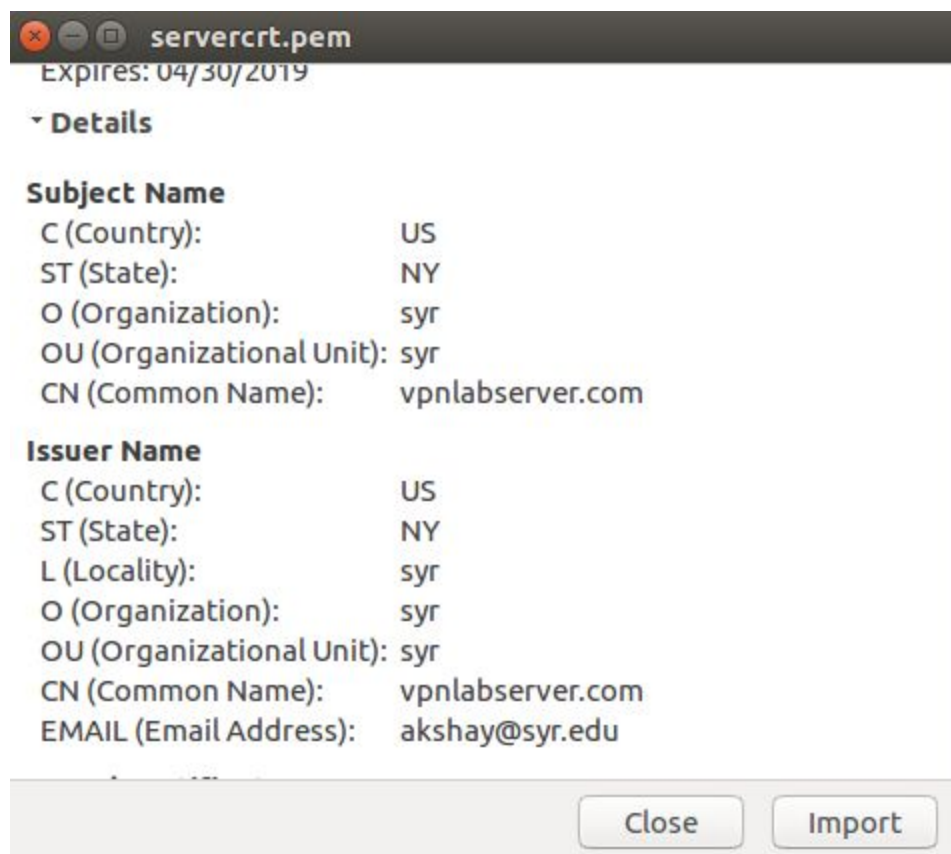 servercrt.pem
Expires: 04/30/2019
Details
Subject Name
C (Country): US
ST (State): NY
O (Organization): syr
OU (Organizational Unit): syr
CN (Common Name): vpnlabserver.com
Issuer Name
C (Country): US
ST (State): NY
L (Locality): syr
O (Organization): syr
OU (Organizational Unit): syr
CN (Common Name): vpnlabserver.com
EMAIL (Email Address): akshay@syr.edu
Close Import